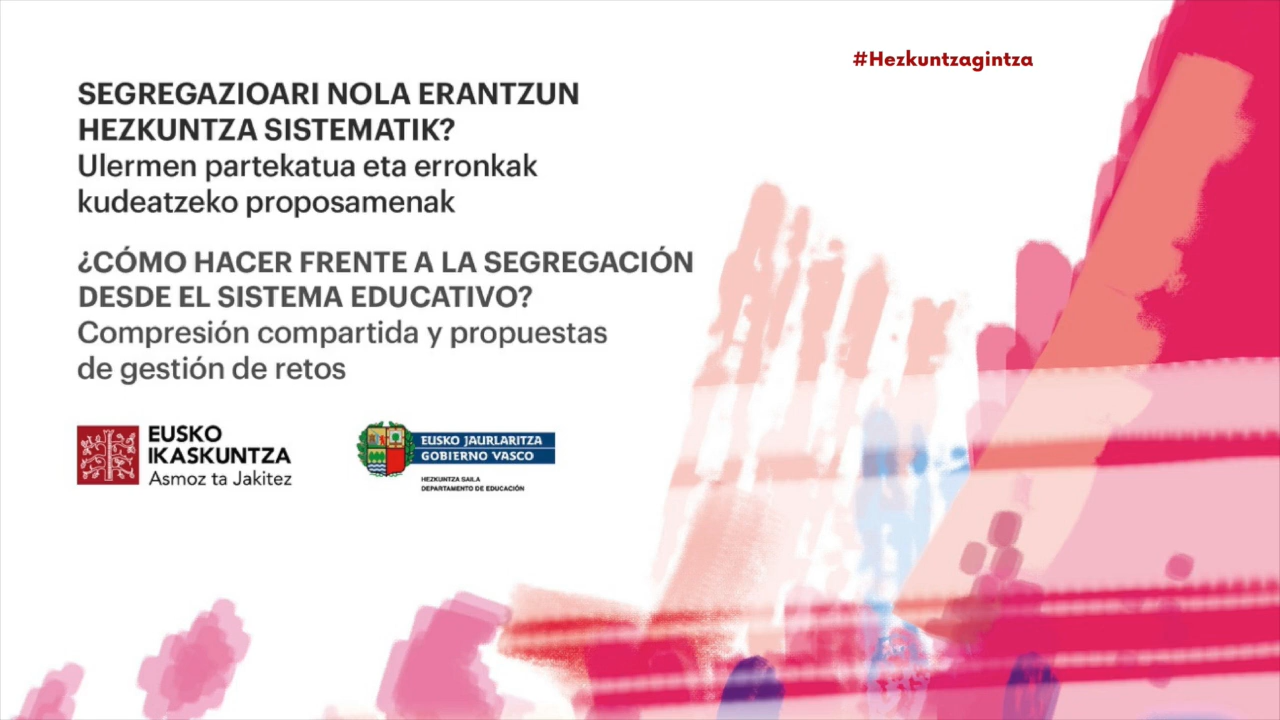 #Hezkuntzagintza
SEGREGAZIOARI NOLA ERANTZUN
HEZKUNTZA SISTEMATIK?
Ulermen partekatua eta erronkak
kudeatzeko proposamenak
¿CÓMO HACER FRENTE A LA SEGREGACIÓN
DESDE EL SISTEMA EDUCATIVO?
Compresión compartida y propuestas
de gestión de retos
EUSKO
IKASKUNTZA
Asmoz ta Jakitez
EUSKO JAURLARITZA
GOBIERNO VASCO
HEZKUNTZA SAILA
DEPARTAMENTO DE EDUCACIÓN